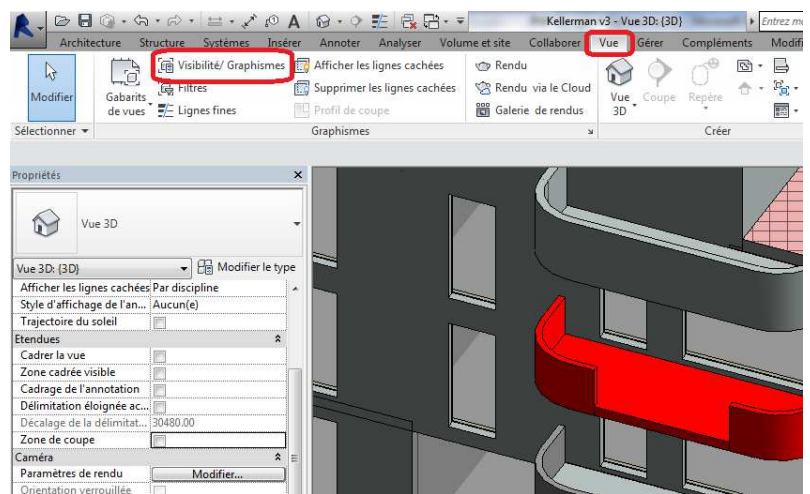 Kellerman v3 - Vue 3D: {3D}
Architecture Structure Systèmes Insérer Annoter Analyser Volume et site Collaborer Vue Gérer Compléments Modifi
Modifier
Gabarits de vues
Visibilité/ Graphismes
Filtres
Lignes fines
Afficher les lignes cachées
Supprimer les lignes cachées
Profil de coupe
Rendu
Rendu via le Cloud
Galerie de rendus
Vue 3D
Coupe
Repère
Sélectionner
Graphismes
Créer
Propriétés
Vue 3D
Vue 3D: {3D}
Modifier le type
Afficher les lignes cachées Par discipline
Style d'affichage de l'an... Aucun(e)
Trajectoire du soleil
Etendues
Cadrer la vue
Zone cadrée visible
Cadrage de l'annotation
Délimitation éloignée ac...
Décalage de la délimitat... 30480.00
Zone de coupe
Caméra
Paramètres de rendu Modifier...
Orientation verrouillée